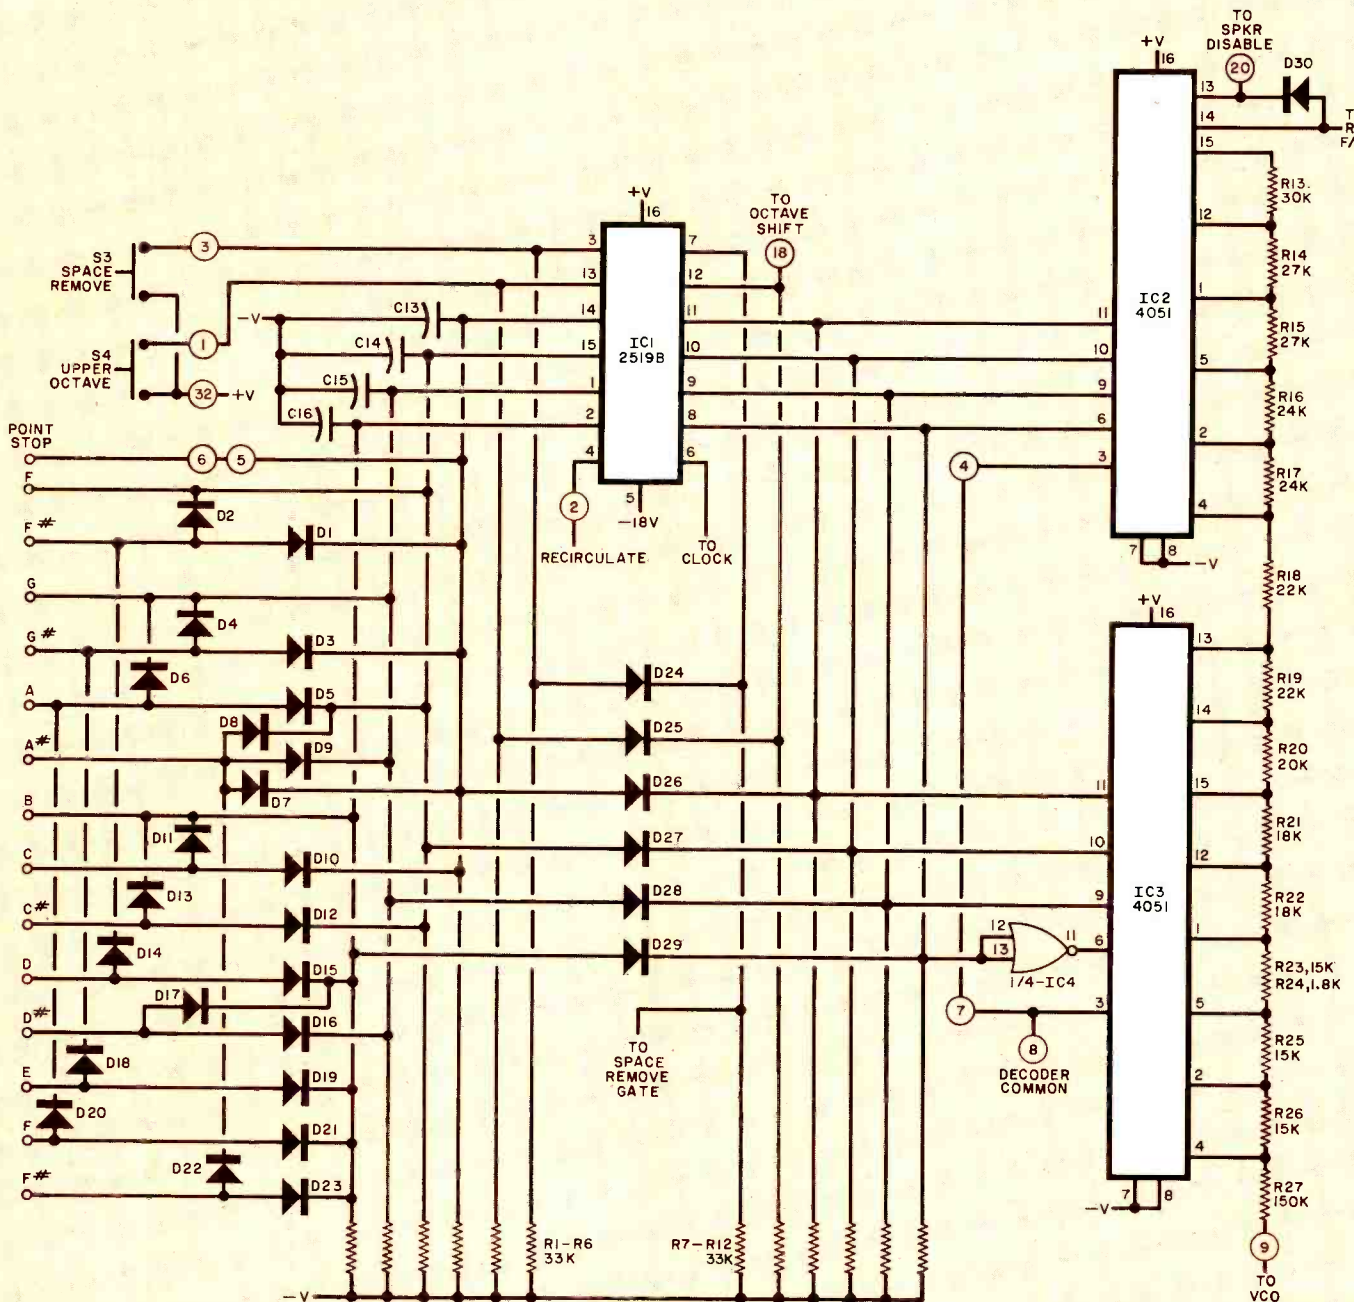 TO
SPKR
DISABLE
20
D30
+V
16
13
14
15
12
1
5
2
4
IC2
4051
11
10
9
6
3
7
8
-V
R13.
30K
R14
27K
R15
27K
R16
24K
R17
24K
R18
22K
S3
SPACE
REMOVE
3
S4
UPPER
OCTAVE
1
32
+V
-V
C13
C14
C15
C16
+V
16
3
13
14
15
1
2
4
IC1
2519B
7
12
11
10
9
8
6
5
-18V
TO
OCTAVE
SHIFT
18
2
RECIRCULATE
TO
CLOCK
4
POINT
STOP
6
5
F
D2
F#
D1
G
D4
G#
D3
D6
A
D5
D8
A#
D9
D7
B
D11
C
D10
D13
C#
D12
D14
D
D15
D17
D#
D16
D18
E
D19
D20
F
D21
D22
F#
D23
D24
D25
D26
D27
D28
D29
TO
SPACE
REMOVE
GATE
R1-R6
33K
R7-R12
33K
-V
12
13
11
1/4-IC4
7
8
DECODER
COMMON
+V
16
IC3
4051
11
10
9
6
3
13
14
15
12
1
5
2
4
7
8
-V
R19
22K
R20
20K
R21
18K
R22
18K
R23,15K
R24,1.8K
R25
15K
R26
15K
R27
150K
9
TO
VCO